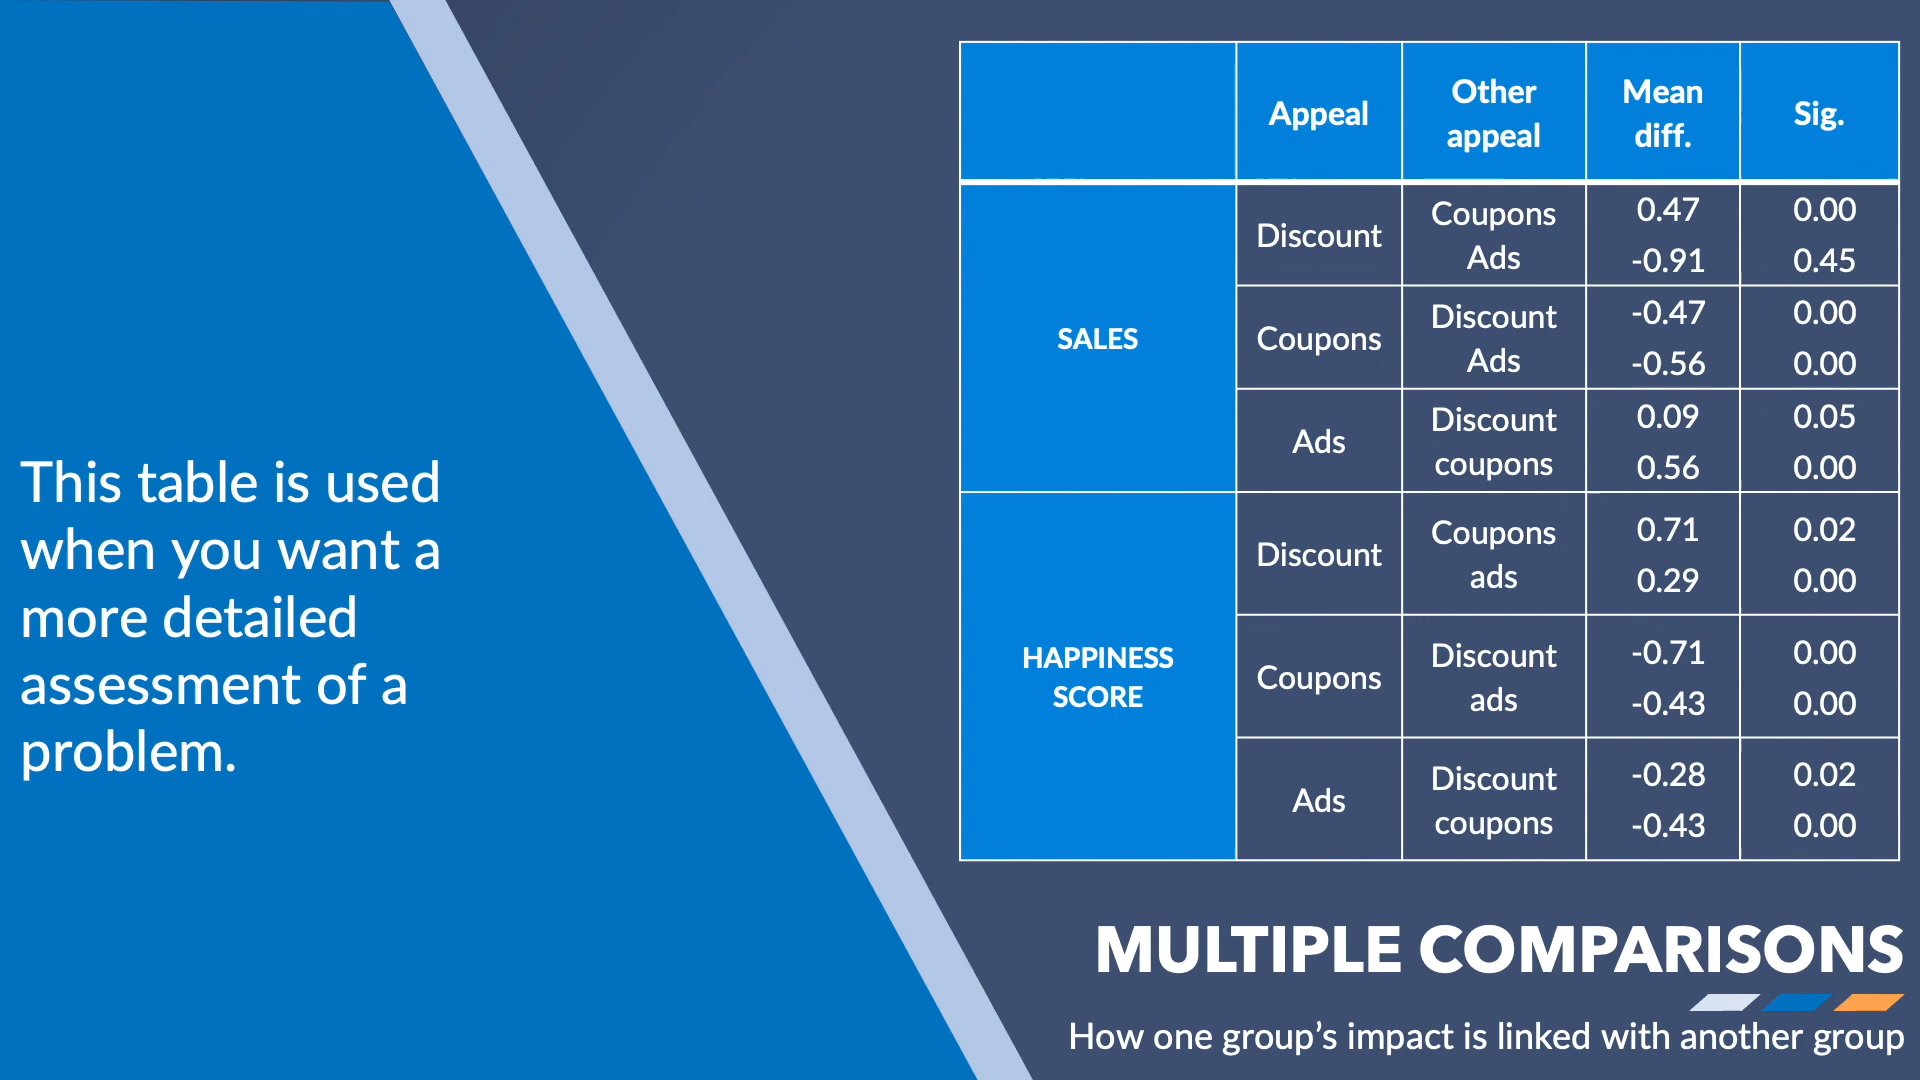 This table is used
when you want a
more detailed
assessment of a
problem.
Appeal
Other
appeal
Mean
diff.
Sig.
SALES
Discount
Coupons
Ads
0.47
-0.91
0.00
0.45
Coupons
Discount
Ads
-0.47
-0.56
0.00
0.00
Ads
Discount
coupons
0.09
0.56
0.05
0.00
HAPPINESS
SCORE
Discount
Coupons
ads
0.71
0.29
0.02
0.00
Coupons
Discount
ads
-0.71
-0.43
0.00
0.00
Ads
Discount
coupons
-0.28
-0.43
0.02
0.00
MULTIPLE COMPARISONS
How one group’s impact is linked with another group